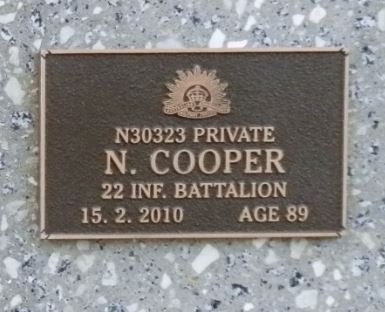 N30323 PRIVATE
N. COOPER
22 INF. BATTALION
15. 2. 2010 AGE 89